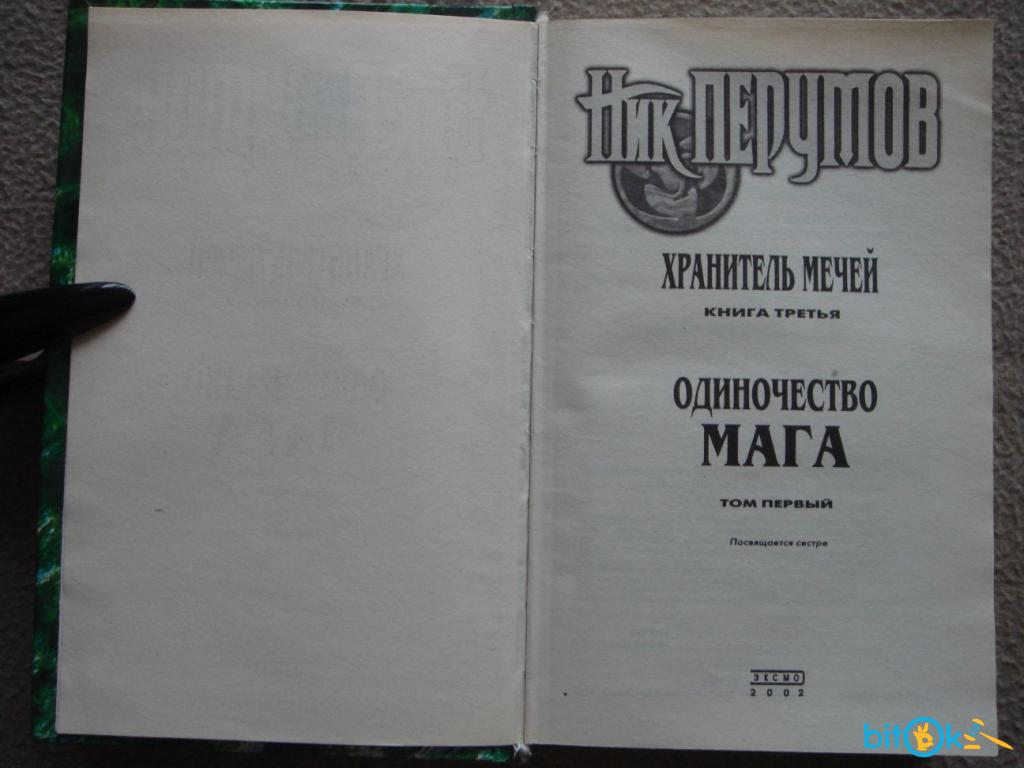 Ник ПЕРУМОВ
ХРАНИТЕЛЬ МЕЧЕЙ
КНИГА ТРЕТЬЯ
ОДИНОЧЕСТВО
МАГА
ТОМ ПЕРВЫЙ
Посвящается сестре
ЭКСМО
2002
bitok